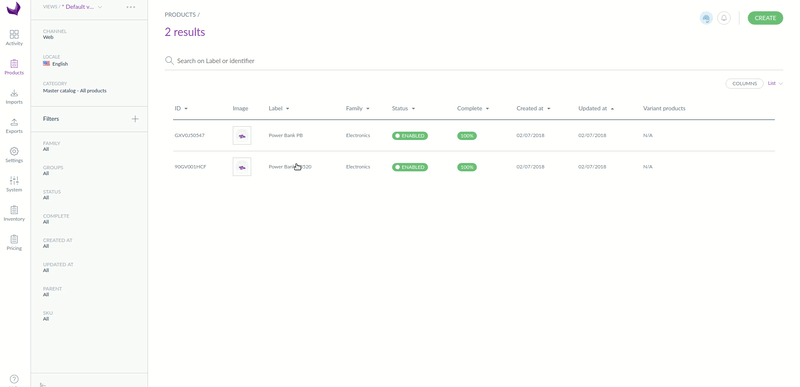 VIEWS / * Default v...
CHANNEL
Web
LOCALE
English
CATEGORY
Master catalog - All products
Filters
FAMILY
All
GROUPS
All
STATUS
All
COMPLETE
All
CREATED AT
All
UPDATED AT
All
PARENT
All
SKU
All
Activity
Products
Imports
Exports
Settings
System
Inventory
Pricing
PRODUCTS /
CREATE
2 results
Search on Label or identifier
COLUMNS List
ID Image Label Family Status Complete Created at Updated at Variant products
Power Bank PB Electronics ENABLED 100% 02/07/2018 02/07/2018 N/A
Power Bank Electronics ENABLED 100% 02/07/2018 02/07/2018 N/A